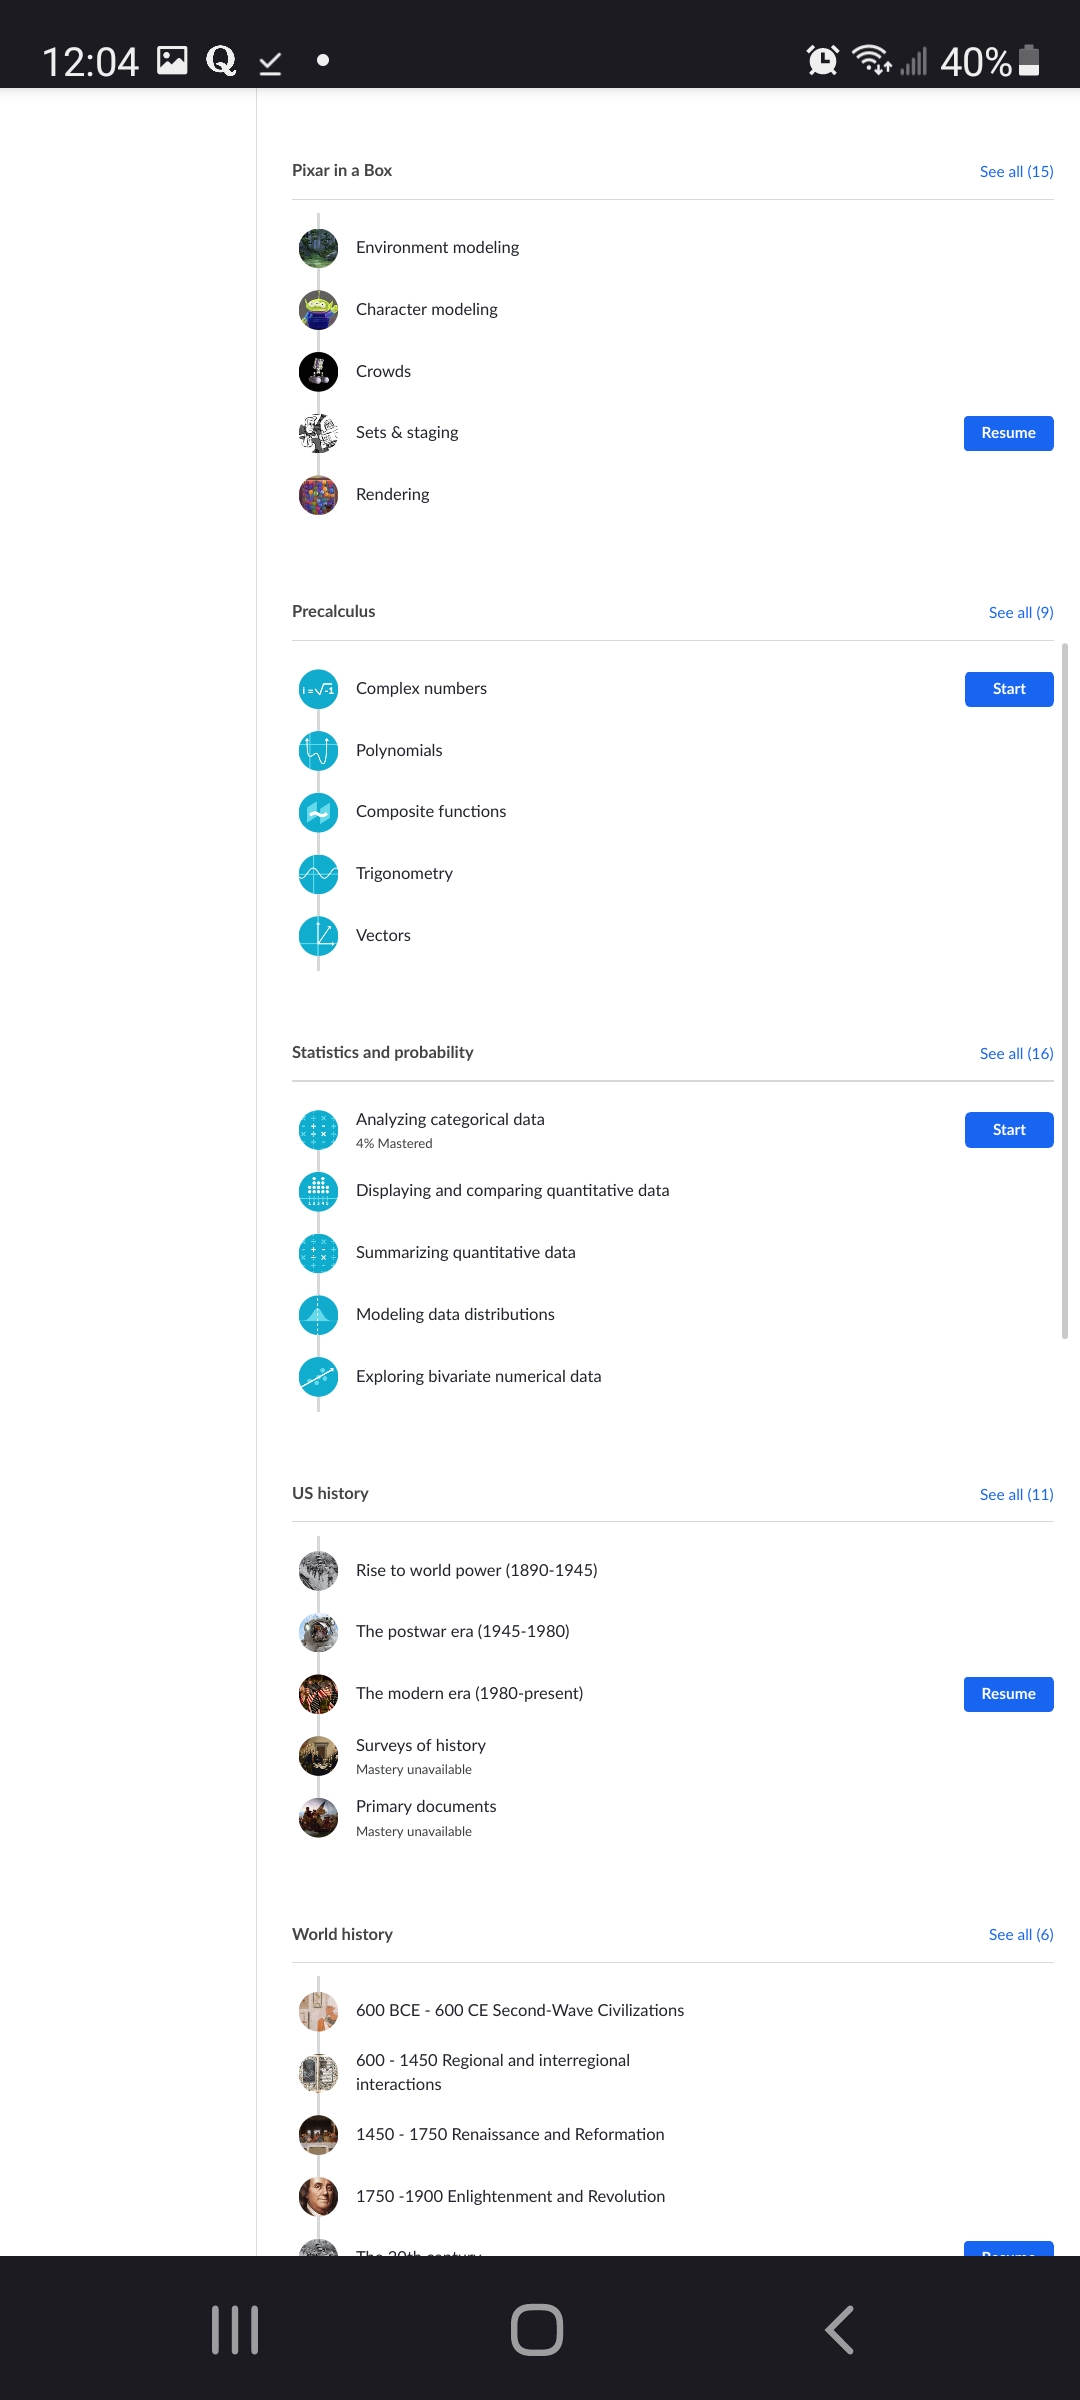 12:04
40%
Pixar in a Box
See all (15)
Environment modeling
Character modeling
Crowds
Sets & staging
Resume
Rendering
Precalculus
See all (9)
i = √-1
Complex numbers
Start
Polynomials
Composite functions
Trigonometry
Vectors
Statistics and probability
See all (16)
Analyzing categorical data
4% Mastered
Start
Displaying and comparing quantitative data
Summarizing quantitative data
Modeling data distributions
Exploring bivariate numerical data
US history
See all (11)
Rise to world power (1890-1945)
The postwar era (1945-1980)
The modern era (1980-present)
Resume
Surveys of history
Mastery unavailable
Primary documents
Mastery unavailable
World history
See all (6)
600 BCE - 600 CE Second-Wave Civilizations
600 - 1450 Regional and interregional
interactions
1450 - 1750 Renaissance and Reformation
1750 -1900 Enlightenment and Revolution
The 20th century
Resume